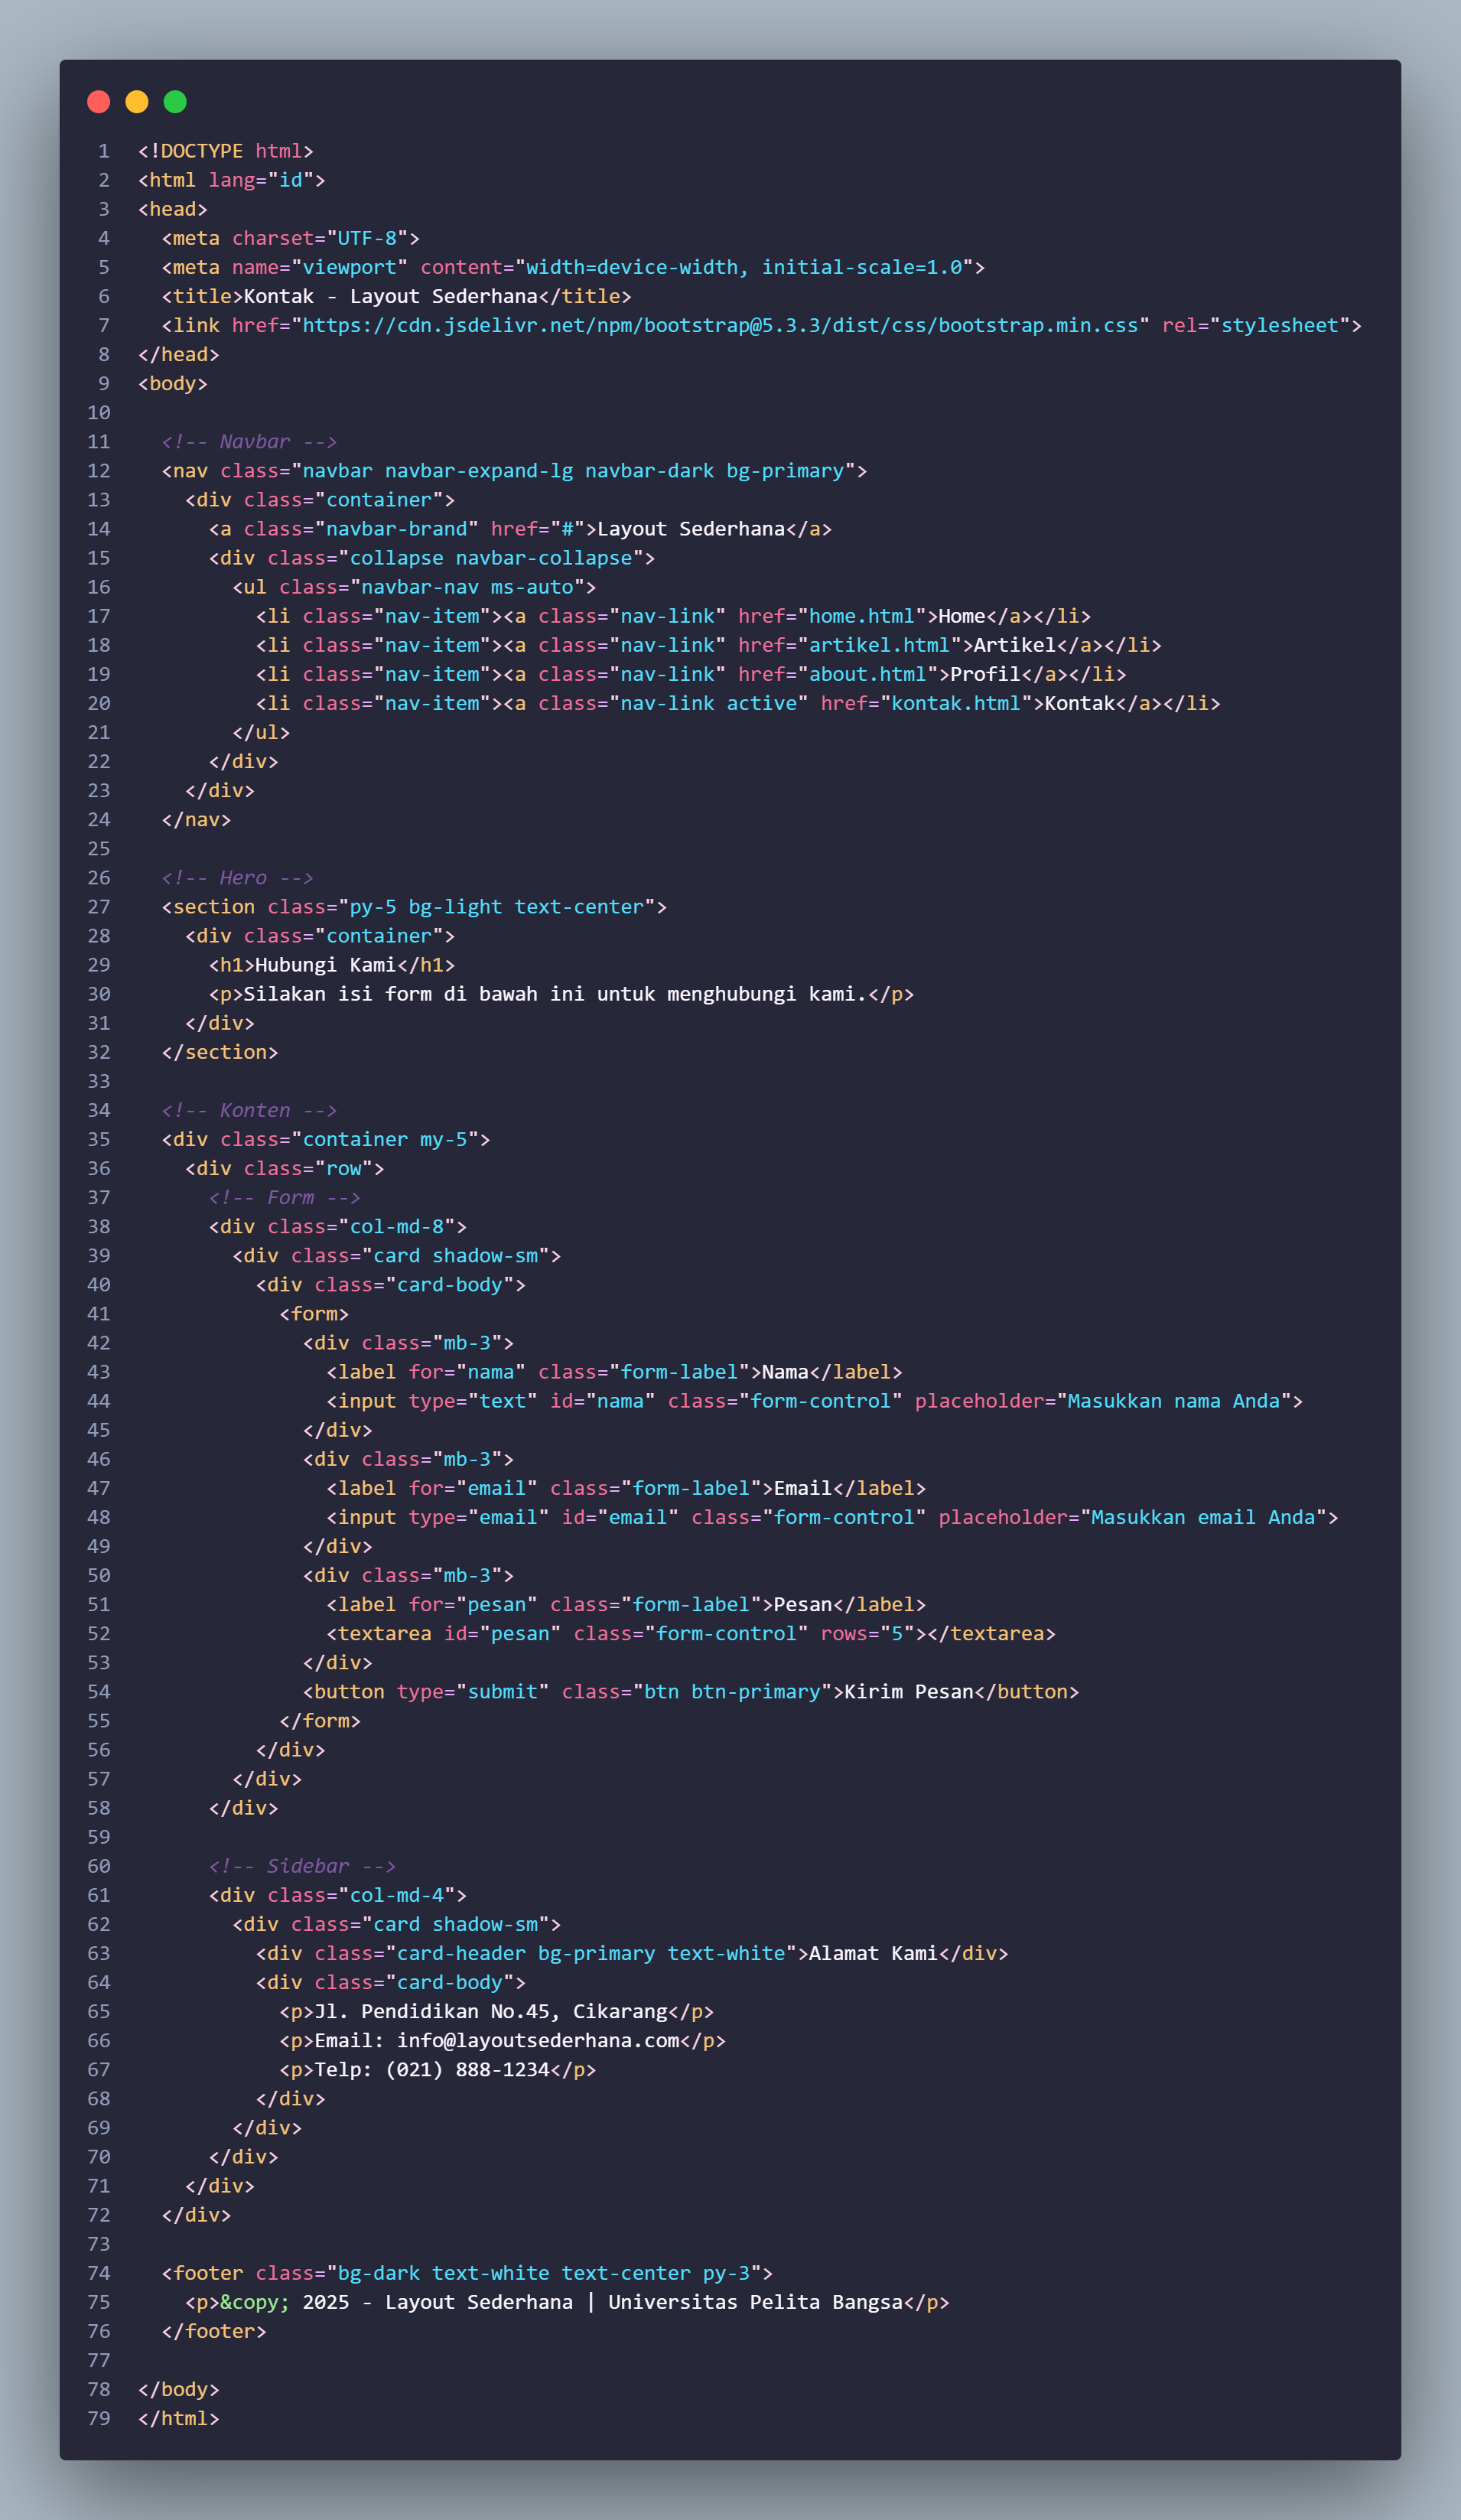 1 <!DOCTYPE html>
2 <html lang="id">
3 <head>
4   <meta charset="UTF-8">
5   <meta name="viewport" content="width=device-width, initial-scale=1.0">
6   <title>Kontak - Layout Sederhana</title>
7   <link href="https://cdn.jsdelivr.net/npm/bootstrap@5.3.3/dist/css/bootstrap.min.css" rel="stylesheet">
8 </head>
9 <body>
10
11   <!-- Navbar -->
12   <nav class="navbar navbar-expand-lg navbar-dark bg-primary">
13     <div class="container">
14       <a class="navbar-brand" href="#">Layout Sederhana</a>
15       <div class="collapse navbar-collapse">
16         <ul class="navbar-nav ms-auto">
17           <li class="nav-item"><a class="nav-link" href="home.html">Home</a></li>
18           <li class="nav-item"><a class="nav-link" href="artikel.html">Artikel</a></li>
19           <li class="nav-item"><a class="nav-link" href="about.html">Profil</a></li>
20           <li class="nav-item"><a class="nav-link active" href="kontak.html">Kontak</a></li>
21         </ul>
22       </div>
23     </div>
24   </nav>
25
26   <!-- Hero -->
27   <section class="py-5 bg-light text-center">
28     <div class="container">
29       <h1>Hubungi Kami</h1>
30       <p>Silakan isi form di bawah ini untuk menghubungi kami.</p>
31     </div>
32   </section>
33
34   <!-- Konten -->
35   <div class="container my-5">
36     <div class="row">
37       <!-- Form -->
38       <div class="col-md-8">
39         <div class="card shadow-sm">
40           <div class="card-body">
41             <form>
42               <div class="mb-3">
43                 <label for="nama" class="form-label">Nama</label>
44                 <input type="text" id="nama" class="form-control" placeholder="Masukkan nama Anda">
45               </div>
46               <div class="mb-3">
47                 <label for="email" class="form-label">Email</label>
48                 <input type="email" id="email" class="form-control" placeholder="Masukkan email Anda">
49               </div>
50               <div class="mb-3">
51                 <label for="pesan" class="form-label">Pesan</label>
52                 <textarea id="pesan" class="form-control" rows="5"></textarea>
53               </div>
54               <button type="submit" class="btn btn-primary">Kirim Pesan</button>
55             </form>
56           </div>
57         </div>
58       </div>
59
60       <!-- Sidebar -->
61       <div class="col-md-4">
62         <div class="card shadow-sm">
63           <div class="card-header bg-primary text-white">Alamat Kami</div>
64           <div class="card-body">
65             <p>Jl. Pendidikan No.45, Cikarang</p>
66             <p>Email: info@layoutsederhana.com</p>
67             <p>Telp: (021) 888-1234</p>
68           </div>
69         </div>
70       </div>
71     </div>
72   </div>
73
74   <footer class="bg-dark text-white text-center py-3">
75     <p>&copy; 2025 - Layout Sederhana | Universitas Pelita Bangsa</p>
76   </footer>
77
78 </body>
79 </html>